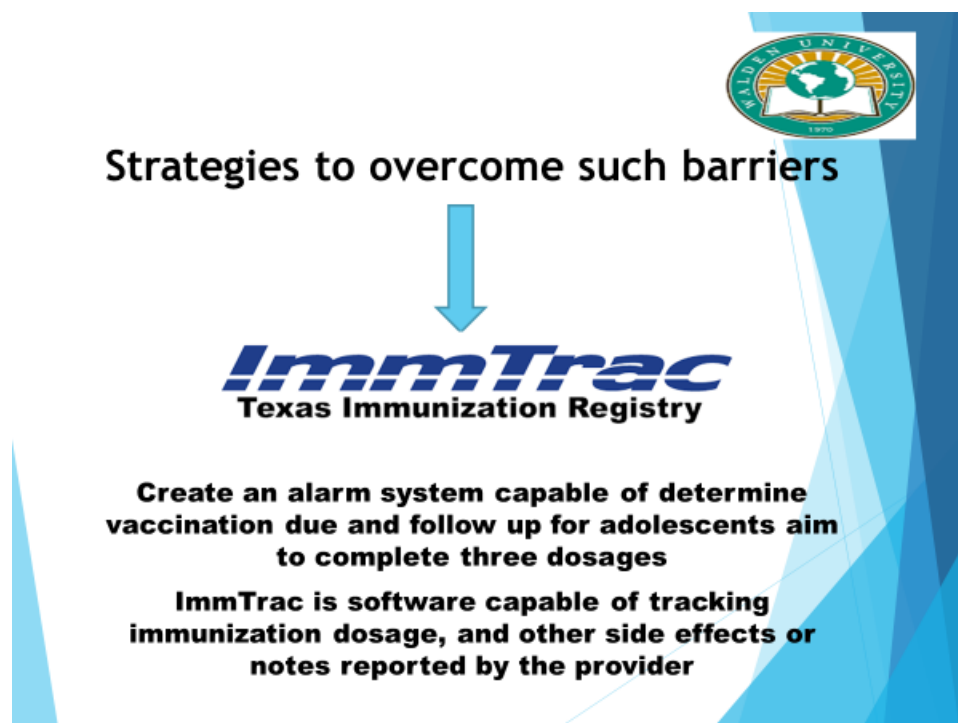 WALDEN UNIVERSITY
1970
Strategies to overcome such barriers
ImmTrac
Texas Immunization Registry
Create an alarm system capable of determine
vaccination due and follow up for adolescents aim
to complete three dosages
ImmTrac is software capable of tracking
immunization dosage, and other side effects or
notes reported by the provider